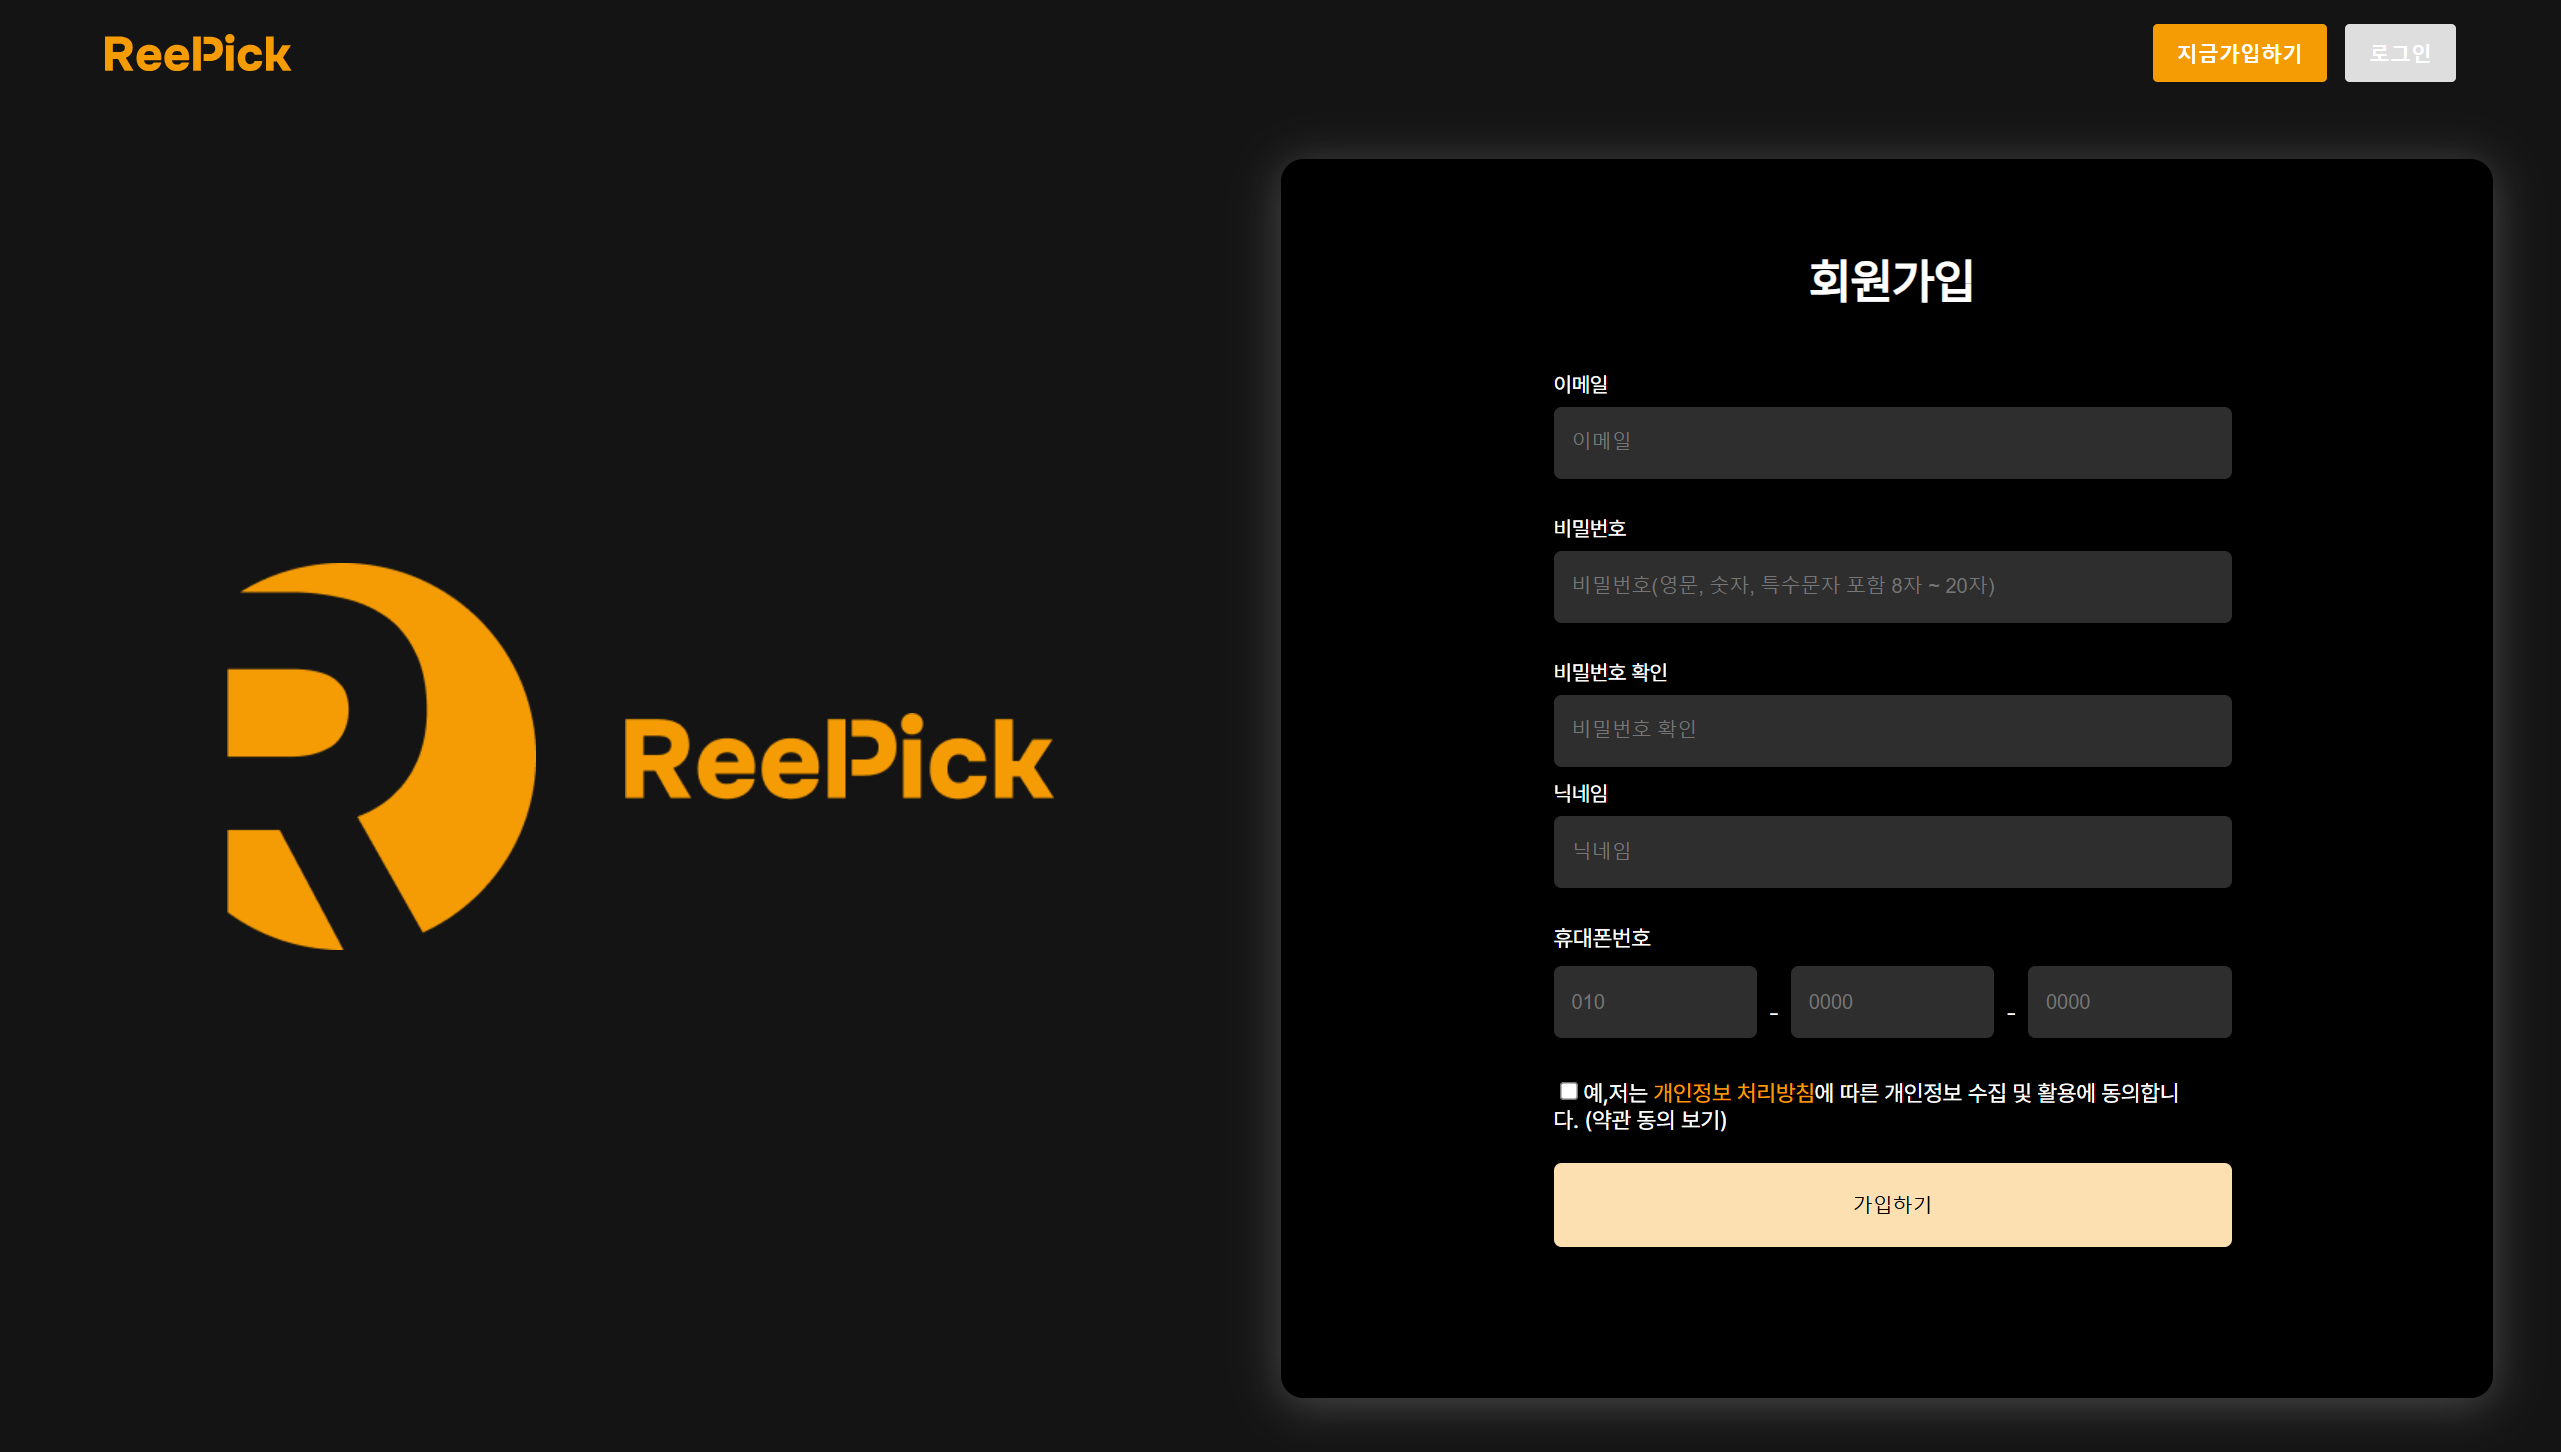 ReelPick
지금가입하기
로그인
회원가입
이메일
이메일
비밀번호
비밀번호(영문, 숫자, 특수문자 포함 8자 ~ 20자)
비밀번호 확인
비밀번호 확인
닉네임
닉네임
ReelPick
휴대폰번호
010 - 0000 - 0000
예,저는 개인정보 처리방침에 따른 개인정보 수집 및 활용에 동의합니
다. (약관 동의 보기)
가입하기